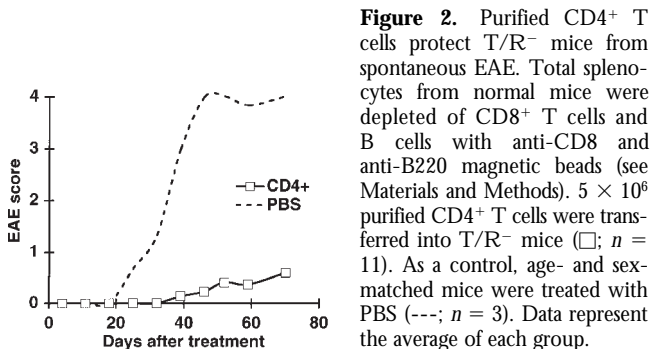 4
3
2
1
0
EAE score
0 20 40 60 80
Days after treatment
CD4+
PBS
Figure 2. Purified CD4⁺ T
cells protect T/R⁻ mice from
spontaneous EAE. Total spleno-
cytes from normal mice were
depleted of CD8⁺ T cells and
B cells with anti-CD8 and
anti-B220 magnetic beads (see
Materials and Methods). 5 × 10⁶
purified CD4⁺ T cells were trans-
ferred into T/R⁻ mice (□; n =
11). As a control, age- and sex-
matched mice were treated with
PBS (---; n = 3). Data represent
the average of each group.